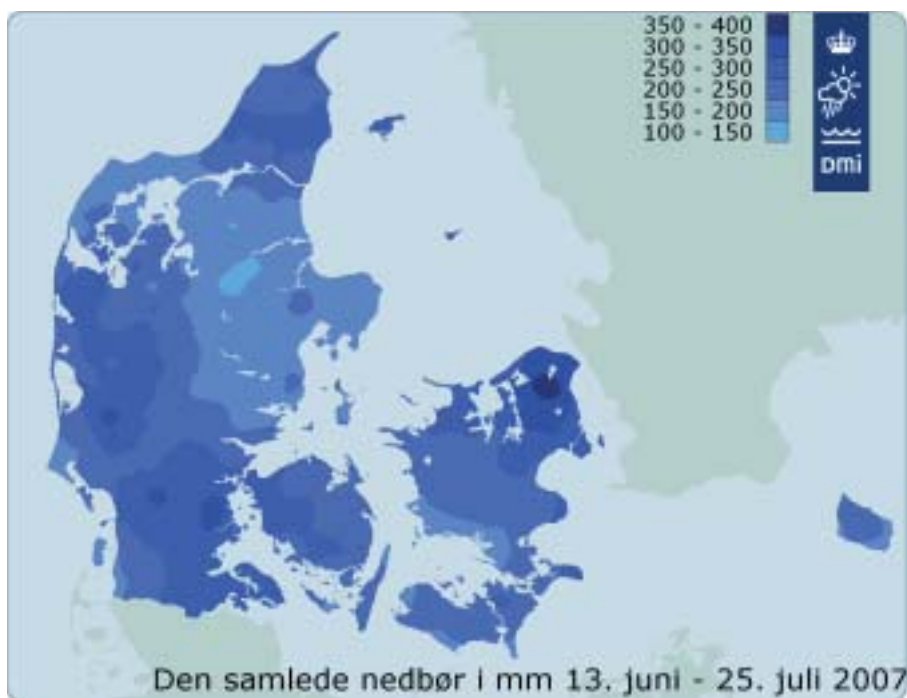 350 - 400
300 - 350
250 - 300
200 - 250
150 - 200
100 - 150
DMi
Den samlede nedbør i mm 13. juni - 25. juli 2007